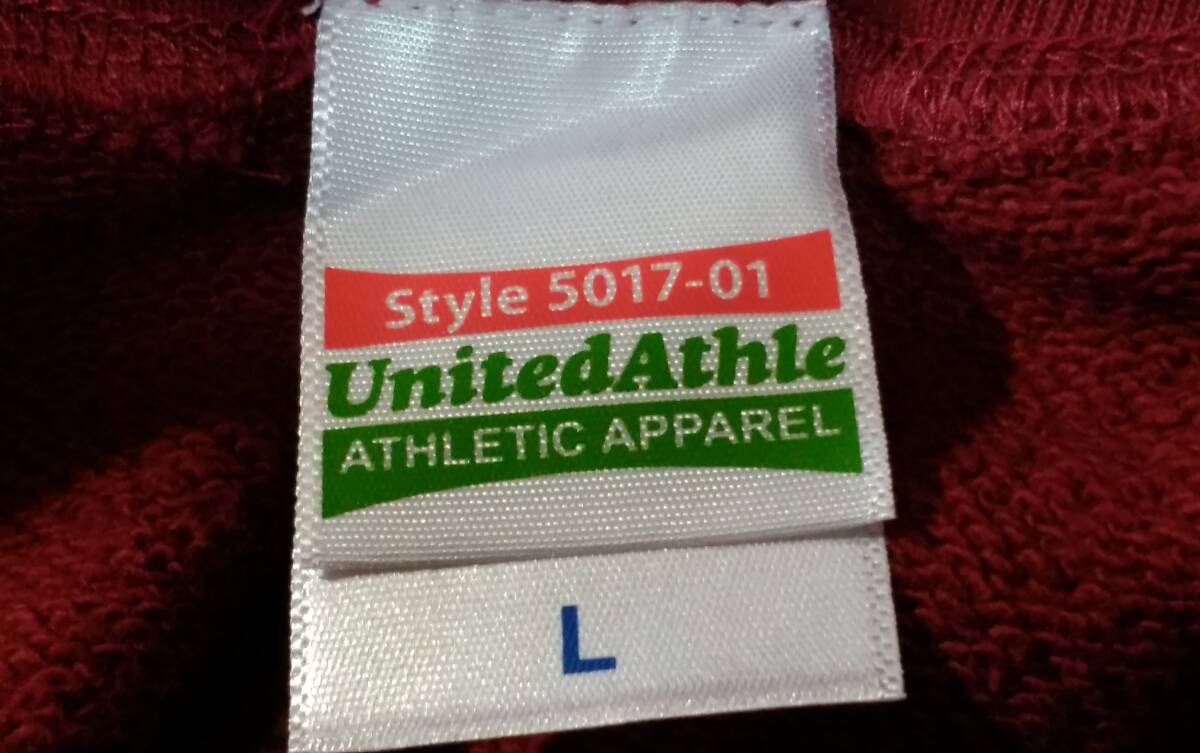 Style 5017-01
UnitedAthle
ATHLETIC APPAREL
L